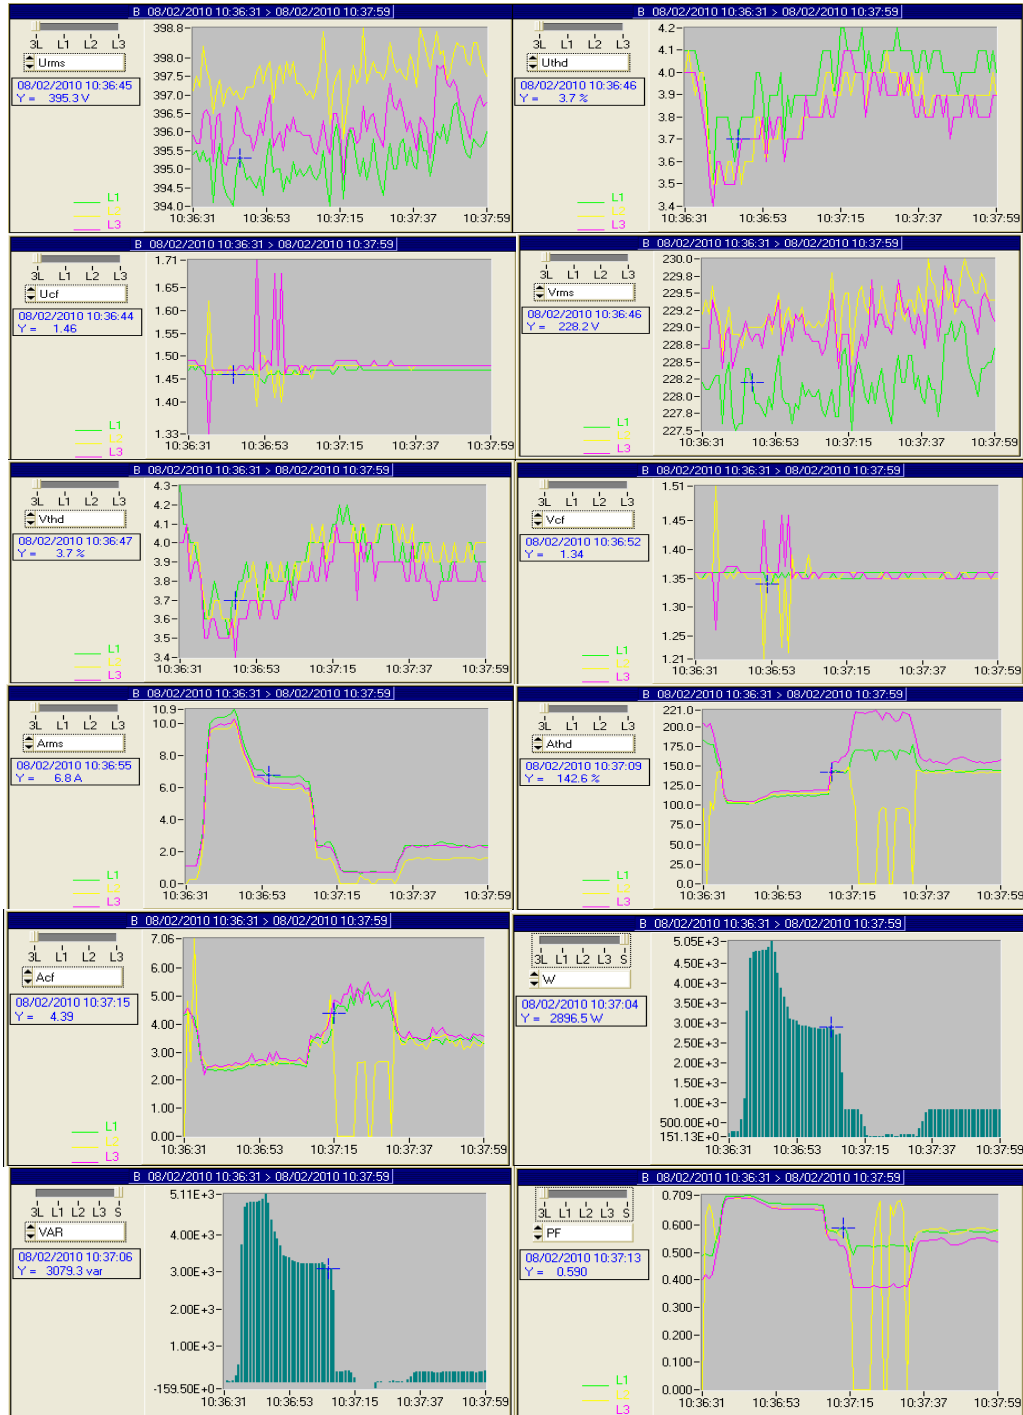 B 08/02/2010 10:36:31 > 08/02/2010 10:37:59
3L L1 L2 L3
Urms
08/02/2010 10:36:45
Y = 395.3 V
L1
L2
L3
398.8
398.0
397.5
397.0
396.5
396.0
395.5
395.0
394.5
394.0
10:36:31 10:36:53 10:37:15 10:37:37 10:37:59
B 08/02/2010 10:36:31 > 08/02/2010 10:37:59
3L L1 L2 L3
Uthd
08/02/2010 10:36:46
Y = 3.7 %
L1
L2
L3
4.2
4.1
4.0
3.9
3.8
3.7
3.6
3.5
3.4
10:36:31 10:36:53 10:37:15 10:37:37 10:37:59
B 08/02/2010 10:36:31 > 08/02/2010 10:37:59
3L L1 L2 L3
Ucf
08/02/2010 10:36:44
Y = 1.46
L1
L2
L3
1.71
1.65
1.60
1.55
1.50
1.45
1.40
1.33
10:36:31 10:36:53 10:37:15 10:37:37 10:37:59
B 08/02/2010 10:36:31 > 08/02/2010 10:37:59
3L L1 L2 L3
Vrms
08/02/2010 10:36:46
Y = 228.2 V
L1
L2
L3
230.0
229.8
229.5
229.2
229.0
228.8
228.5
228.2
228.0
227.8
227.5
10:36:31 10:36:53 10:37:15 10:37:37 10:37:59
B 08/02/2010 10:36:31 > 08/02/2010 10:37:59
3L L1 L2 L3
Vthd
08/02/2010 10:36:47
Y = 3.7 %
L1
L2
L3
4.3
4.2
4.1
4.0
3.9
3.8
3.7
3.6
3.5
3.4
10:36:31 10:36:53 10:37:15 10:37:37 10:37:59
B 08/02/2010 10:36:31 > 08/02/2010 10:37:59
3L L1 L2 L3
Vcf
08/02/2010 10:36:52
Y = 1.34
L1
L2
L3
1.51
1.45
1.40
1.35
1.30
1.25
1.21
10:36:31 10:36:53 10:37:15 10:37:37 10:37:59
B 08/02/2010 10:36:31 > 08/02/2010 10:37:59
3L L1 L2 L3
Arms
08/02/2010 10:36:55
Y = 6.8 A
L1
L2
L3
10.9
10.0
8.0
6.0
4.0
2.0
0.0
10:36:31 10:36:53 10:37:15 10:37:37 10:37:59
B 08/02/2010 10:36:31 > 08/02/2010 10:37:59
3L L1 L2 L3
Athd
08/02/2010 10:37:09
Y = 142.6 %
L1
L2
L3
221.0
200.0
175.0
150.0
125.0
100.0
75.0
50.0
25.0
0.0
10:36:31 10:36:53 10:37:15 10:37:37 10:37:59
B 08/02/2010 10:36:31 > 08/02/2010 10:37:59
3L L1 L2 L3
Acf
08/02/2010 10:37:15
Y = 4.39
L1
L2
L3
7.06
6.00
5.00
4.00
3.00
2.00
1.00
0.00
10:36:31 10:36:53 10:37:15 10:37:37 10:37:59
B 08/02/2010 10:36:31 > 08/02/2010 10:37:59
3L L1 L2 L3 S
W
08/02/2010 10:37:04
Y = 2896.5 W
5.05E+3
4.50E+3
4.00E+3
3.50E+3
3.00E+3
2.50E+3
2.00E+3
1.50E+3
1.00E+3
500.00E+0
151.13E+0
10:36:31 10:36:53 10:37:15 10:37:37 10:37:59
B 08/02/2010 10:36:31 > 08/02/2010 10:37:59
3L L1 L2 L3 S
VAR
08/02/2010 10:37:06
Y = 3079.3 var
5.11E+3
4.00E+3
3.00E+3
2.00E+3
1.00E+3
-159.50E+0
10:36:31 10:36:53 10:37:15 10:37:37 10:37:59
B 08/02/2010 10:36:31 > 08/02/2010 10:37:59
3L L1 L2 L3 S
PF
08/02/2010 10:37:13
Y = 0.590
L1
L2
L3
0.709
0.600
0.500
0.400
0.300
0.200
0.100
0.000
10:36:31 10:36:53 10:37:15 10:37:37 10:37:59